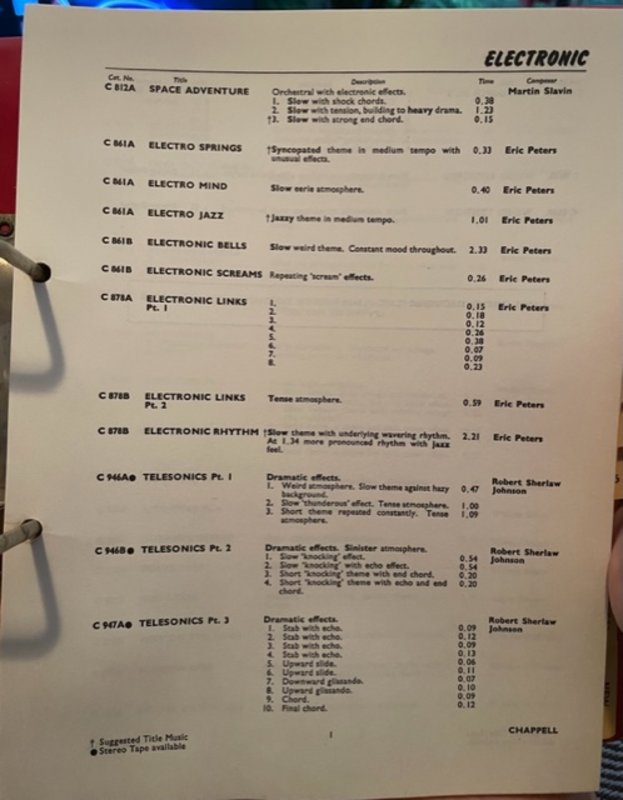 ELECTRONIC
Cat. No. Title Description Time Composer
C 812A SPACE ADVENTURE Orchestral with electronic effects. Martin Slavin
1. Slow with shock chords. 0.38
2. Slow with tension, building to heavy drama. 1.23
†3. Slow with strong end chord. 0.15
C 861A ELECTRO SPRINGS †Syncopated theme in medium tempo with 0.33 Eric Peters
unusual effects.
C 861A ELECTRO MIND Slow eerie atmosphere. 0.40 Eric Peters
C 861A ELECTRO JAZZ †Jazzy theme in medium tempo. 1.01 Eric Peters
C 861B ELECTRONIC BELLS Slow weird theme. Constant mood throughout. 2.33 Eric Peters
C 861B ELECTRONIC SCREAMS Repeating 'scream' effects. 0.26 Eric Peters
C 878A ELECTRONIC LINKS 1. 0.15 Eric Peters
Pt. 1 2. 0.18
3. 0.12
4. 0.26
5. 0.38
6. 0.07
7. 0.09
8. 0.23
C 878B ELECTRONIC LINKS Tense atmosphere. 0.59 Eric Peters
Pt. 2
C 878B ELECTRONIC RHYTHM †Slow theme with underlying wavering rhythm. 2.21 Eric Peters
At 1.34 more pronounced rhythm with jazz
feel.
C 946A● TELESONICS Pt. 1 Dramatic effects. Robert Sherlaw
1. Weird atmosphere. Slow theme against hazy 0.47 Johnson
background.
2. Slow 'thunderous' effect. Tense atmosphere. 1.00
3. Short theme repeated constantly. Tense 1.09
atmosphere.
C 946B● TELESONICS Pt. 2 Dramatic effects. Sinister atmosphere. Robert Sherlaw
1. Slow 'knocking' effect. 0.54 Johnson
2. Slow 'knocking' with echo effect. 0.54
3. Short 'knocking' theme with end chord. 0.20
4. Short 'knocking' theme with echo and end 0.20
chord.
C 947A● TELESONICS Pt. 3 Dramatic effects. Robert Sherlaw
1. Stab with echo. 0.09 Johnson
2. Stab with echo. 0.12
3. Stab with echo. 0.09
4. Stab with echo. 0.13
5. Upward slide. 0.06
6. Upward slide. 0.11
7. Downward glissando. 0.07
8. Upward glissando. 0.10
9. Chord. 0.09
10. Final chord. 0.12
† Suggested Title Music
● Stereo Tape available
1
CHAPPELL